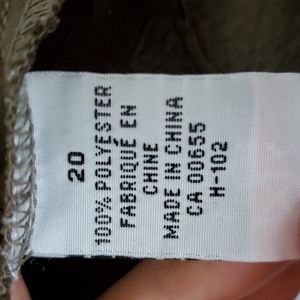 20
100% POLYESTER
FABRIQUÉ EN
CHINE
MADE IN CHINA
CA 00655
H-102